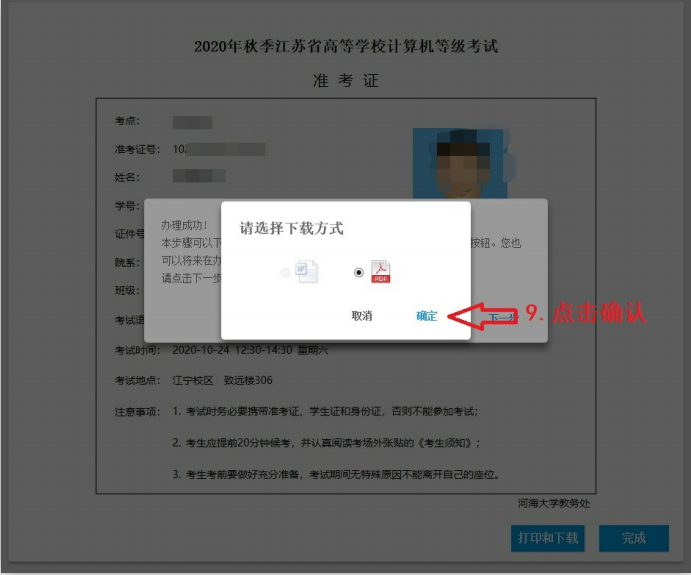 2020年秋季江苏省高等学校计算机等级考试
准 考 证
考点:
准考证号: 102
姓名:
学号:
办理成功!
请选择下载方式
证件号
本步骤可以下
按钮。您也
院系:
可以将来在办
请点击下一步
PDF
班级:
考试语
取消 确定 下一步 9. 点击确认
考试时间: 2020-10-24 12:30-14:30 星期六
考试地点: 江宁校区 致远楼306
注意事项: 1. 考试时务必要携带准考证、学生证和身份证,否则不能参加考试;
2. 考生应提前20分钟候考,并认真阅读考场外张贴的《考生须知》;
3. 考生考前要做好充分准备,考试期间无特殊原因不能离开自己的座位。
河海大学教务处
打印和下载 完成